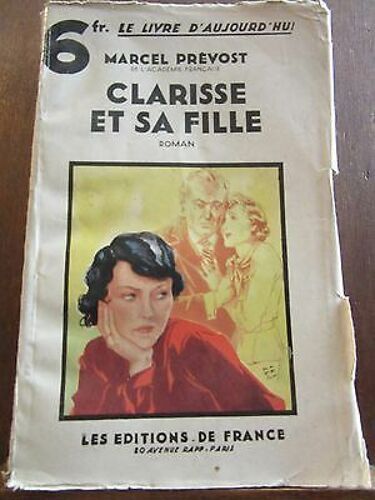 6 fr. LE LIVRE D'AUJOURD'HUI
MARCEL PRÉVOST
DE L'ACADÉMIE FRANÇAISE
CLARISSE
ET SA FILLE
ROMAN
LES EDITIONS.DE FRANCE
20 AVENUE RAPP-PARIS